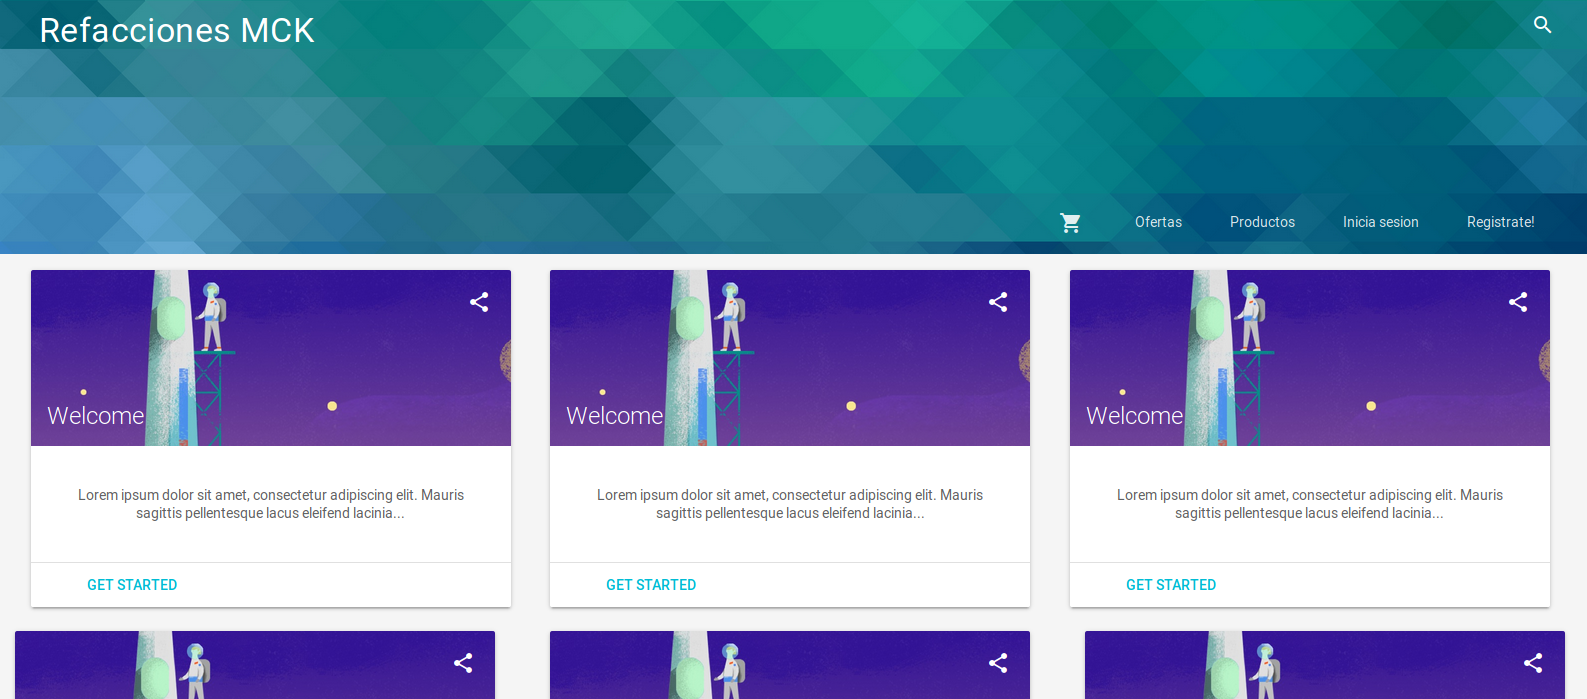 Refacciones MCK
Ofertas Productos Inicia sesion Registrate!
Welcome
Lorem ipsum dolor sit amet, consectetur adipiscing elit. Mauris
sagittis pellentesque lacus eleifend lacinia...
GET STARTED
Welcome
Lorem ipsum dolor sit amet, consectetur adipiscing elit. Mauris
sagittis pellentesque lacus eleifend lacinia...
GET STARTED
Welcome
Lorem ipsum dolor sit amet, consectetur adipiscing elit. Mauris
sagittis pellentesque lacus eleifend lacinia...
GET STARTED